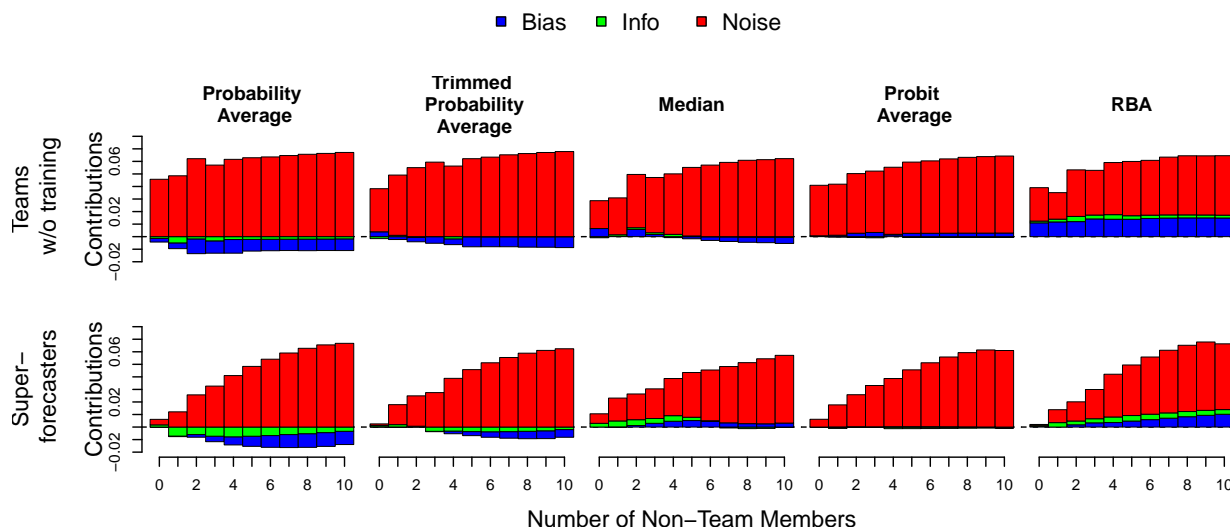 Bias Info Noise
Probability
Average
Trimmed
Probability
Average
Median
Probit
Average
RBA
Teams
w/o training
Contributions
−0.02 0.02 0.06
Super−
forecasters
Contributions
−0.02 0.02 0.06
0 2 4 6 8 10 0 2 4 6 8 10 0 2 4 6 8 10 0 2 4 6 8 10 0 2 4 6 8 10
Number of Non−Team Members